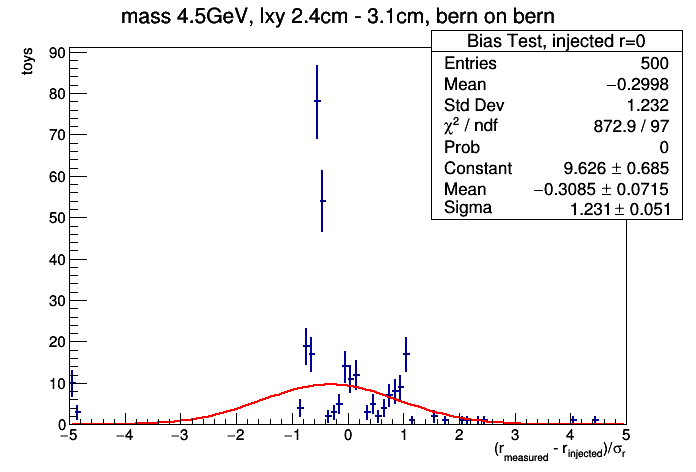 mass 4.5GeV, lxy 2.4cm - 3.1cm, bern on bern
Bias Test, injected r=0
Entries 500
Mean −0.2998
Std Dev 1.232
χ² / ndf 872.9 / 97
Prob 0
Constant 9.626 ± 0.685
Mean −0.3085 ± 0.0715
Sigma 1.231 ± 0.051
toys
90
80
70
60
50
40
30
20
10
0
−5 −4 −3 −2 −1 0 1 2 3 4 5
(r_measured - r_injected)/σ_r